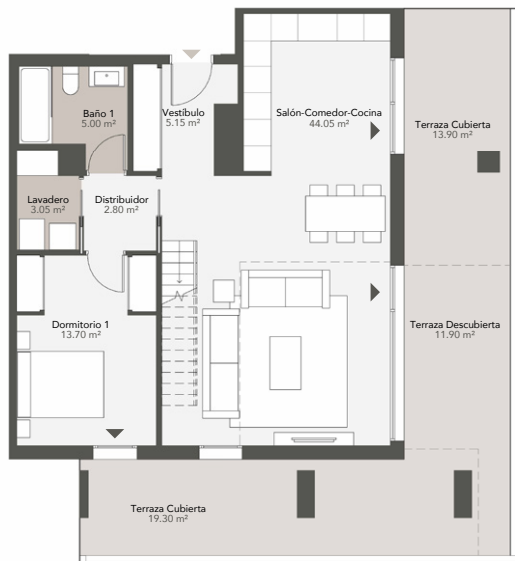 Baño 1
5.00 m²
Vestíbulo
5.15 m²
Salón-Comedor-Cocina
44.05 m²
Terraza Cubierta
13.90 m²
Lavadero
3.05 m²
Distribuidor
2.80 m²
Dormitorio 1
13.70 m²
Terraza Descubierta
11.90 m²
Terraza Cubierta
19.30 m²